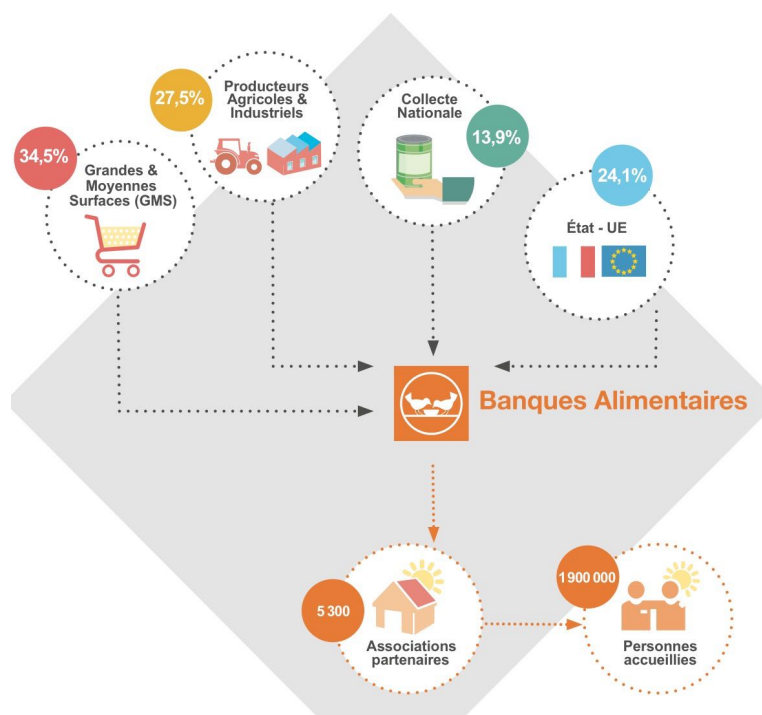 34,5%
Grandes &
Moyennes
Surfaces (GMS)
27,5%
Producteurs
Agricoles &
Industriels
Collecte
Nationale
13,9%
24,1%
État - UE
Banques Alimentaires
5 300
Associations
partenaires
1 900 000
Personnes
accueillies